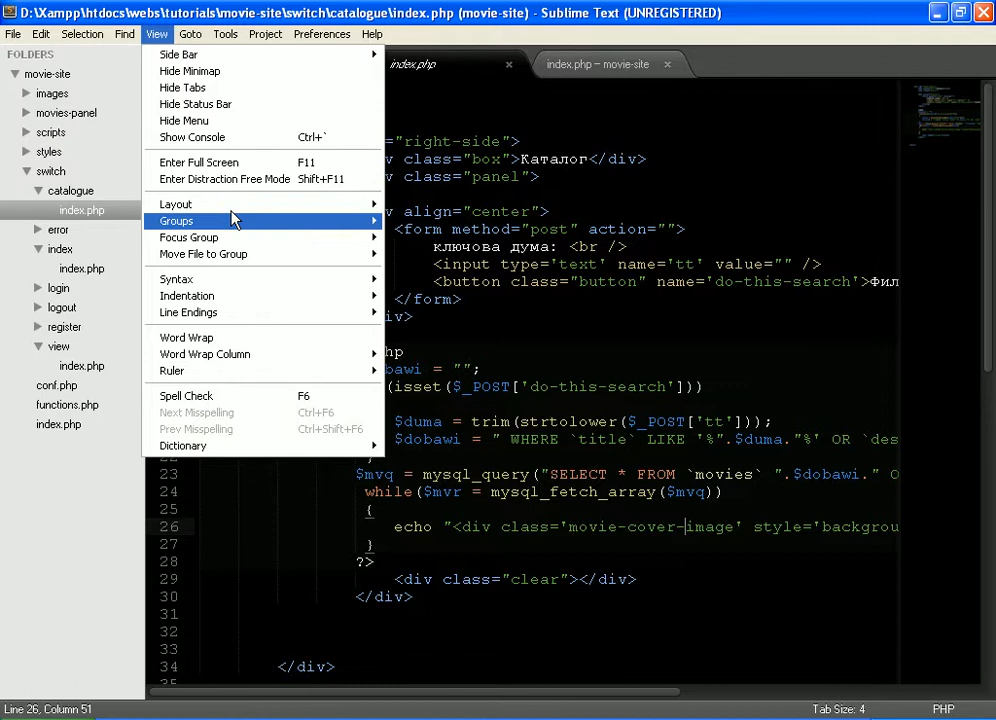 D:\Xampp\htdocs\webs\tutorials\movie-site\switch\catalogue\index.php (movie-site) - Sublime Text (UNREGISTERED)
File Edit Selection Find View Goto Tools Project Preferences Help
FOLDERS
movie-site
images
movies-panel
scripts
styles
switch
catalogue
index.php
error
index
index.php
login
logout
register
view
index.php
conf.php
functions.php
index.php
Side Bar
Hide Minimap
Hide Tabs
Hide Status Bar
Hide Menu
Show Console Ctrl+`
Enter Full Screen F11
Enter Distraction Free Mode Shift+F11
Layout
Groups
Focus Group
Move File to Group
Syntax
Indentation
Line Endings
Word Wrap
Word Wrap Column
Ruler
Spell Check F6
Next Misspelling Ctrl+F6
Prev Misspelling Ctrl+Shift+F6
Dictionary
index.php
index.php — movie-site
="right-side">
v class="box">Каталог</div>
v class="panel">
v align="center">
<form method="post" action="">
ключова дума: <br />
<input type='text' name='tt' value="" />
<button class="button" name='do-this-search'>Фил
</form>
iv>
hp
obawi = "";
(isset($_POST['do-this-search']))
$duma = trim(strtolower($_POST['tt']));
$dobawi = " WHERE `title` LIKE '%".$duma."%' OR `des
22 }
23 $mvq = mysql_query("SELECT * FROM `movies` ".$dobawi." O
24 while($mvr = mysql_fetch_array($mvq))
25 {
26 echo "<div class='movie-cover-image' style='backgrou
27 }
28 ?>
29 <div class="clear"></div>
30 </div>
31
32
33
34 </div>
Line 26, Column 51
Tab Size: 4
PHP